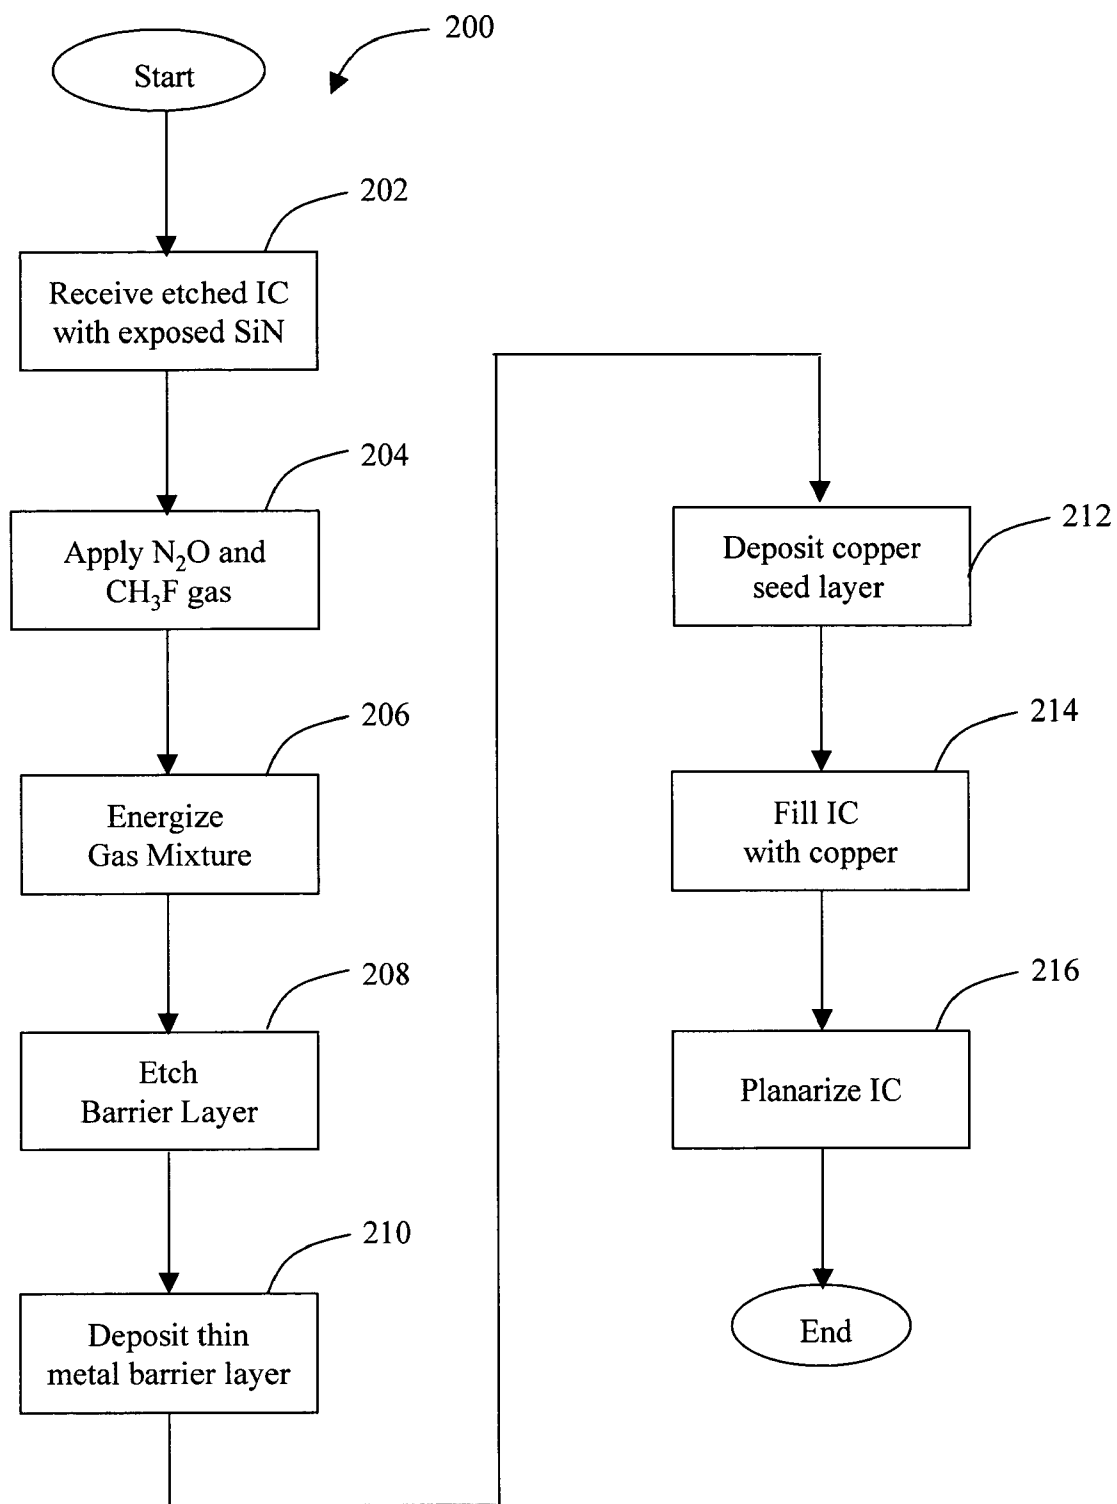 200
Start
202
Receive etched IC
with exposed SiN
204
Apply N₂O and
CH₃F gas
206
Energize
Gas Mixture
208
Etch
Barrier Layer
210
Deposit thin
metal barrier layer
212
Deposit copper
seed layer
214
Fill IC
with copper
216
Planarize IC
End